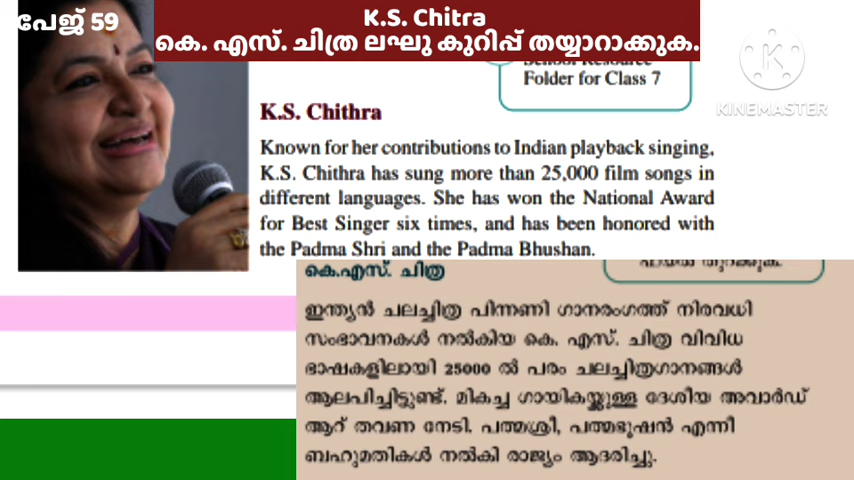 പേജ് 59
K.S. Chitra
കെ. എസ്. ചിത്ര ലഘു കുറിപ്പ് തയ്യാറാക്കുക.
K
KINEMASTER
School Resource
Folder for Class 7
K.S. Chithra
Known for her contributions to Indian playback singing,
K.S. Chithra has sung more than 25,000 film songs in
different languages. She has won the National Award
for Best Singer six times, and has been honored with
the Padma Shri and the Padma Bhushan.
കെ.എസ്. ചിത്ര
ഇന്ത്യൻ ചലച്ചിത്ര പിന്നണി ഗാനരംഗത്ത് നിരവധി
സംഭാവനകൾ നൽകിയ കെ. എസ്. ചിത്ര വിവിധ
ഭാഷകളിലായി 25000 ൽ പരം ചലച്ചിത്രഗാനങ്ങൾ
ആലപിച്ചിട്ടുണ്ട്. മികച്ച ഗായികയ്ക്കുള്ള ദേശീയ അവാർഡ്
ആറ് തവണ നേടി. പത്മശ്രീ, പത്മഭൂഷൻ എന്നീ
ബഹുമതികൾ നൽകി രാജ്യം ആദരിച്ചു.